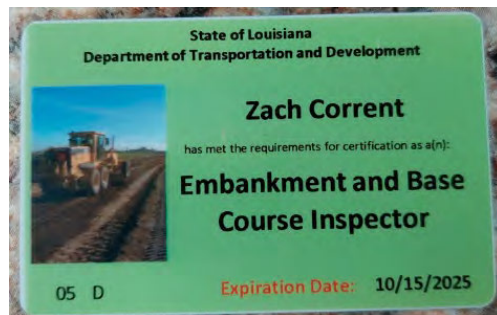 State of Louisiana
Department of Transportation and Development
Zach Corrent
has met the requirements for certification as a(n):
Embankment and Base
Course Inspector
05 D
Expiration Date: 10/15/2025